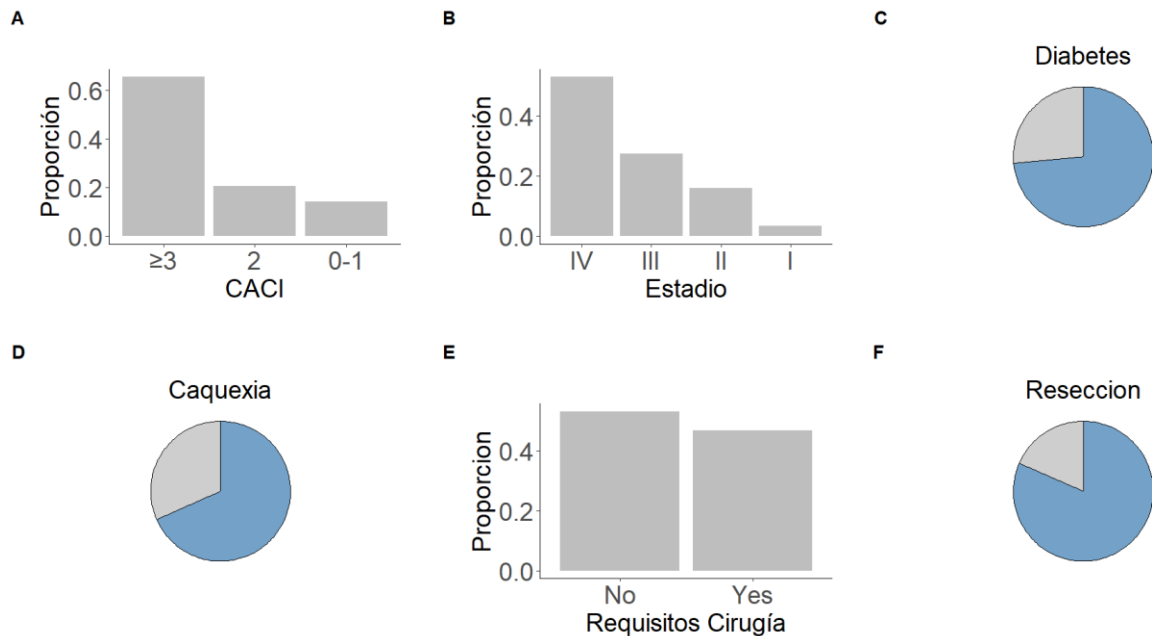 A
Proporción
0.6
0.4
0.2
0.0
≥3 2 0-1
CACI
B
Proporción
0.4
0.2
0.0
IV III II I
Estadio
C
Diabetes
D
Caquexia
E
Proporcion
0.4
0.2
0.0
No Yes
Requisitos Cirugía
F
Reseccion